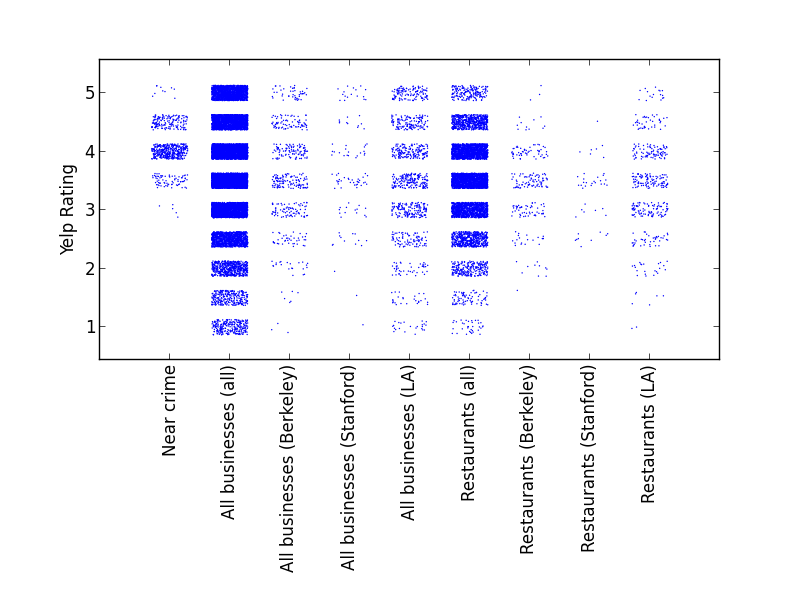 Yelp Rating
5
4
3
2
1
Near crime
All businesses (all)
All businesses (Berkeley)
All businesses (Stanford)
All businesses (LA)
Restaurants (all)
Restaurants (Berkeley)
Restaurants (Stanford)
Restaurants (LA)